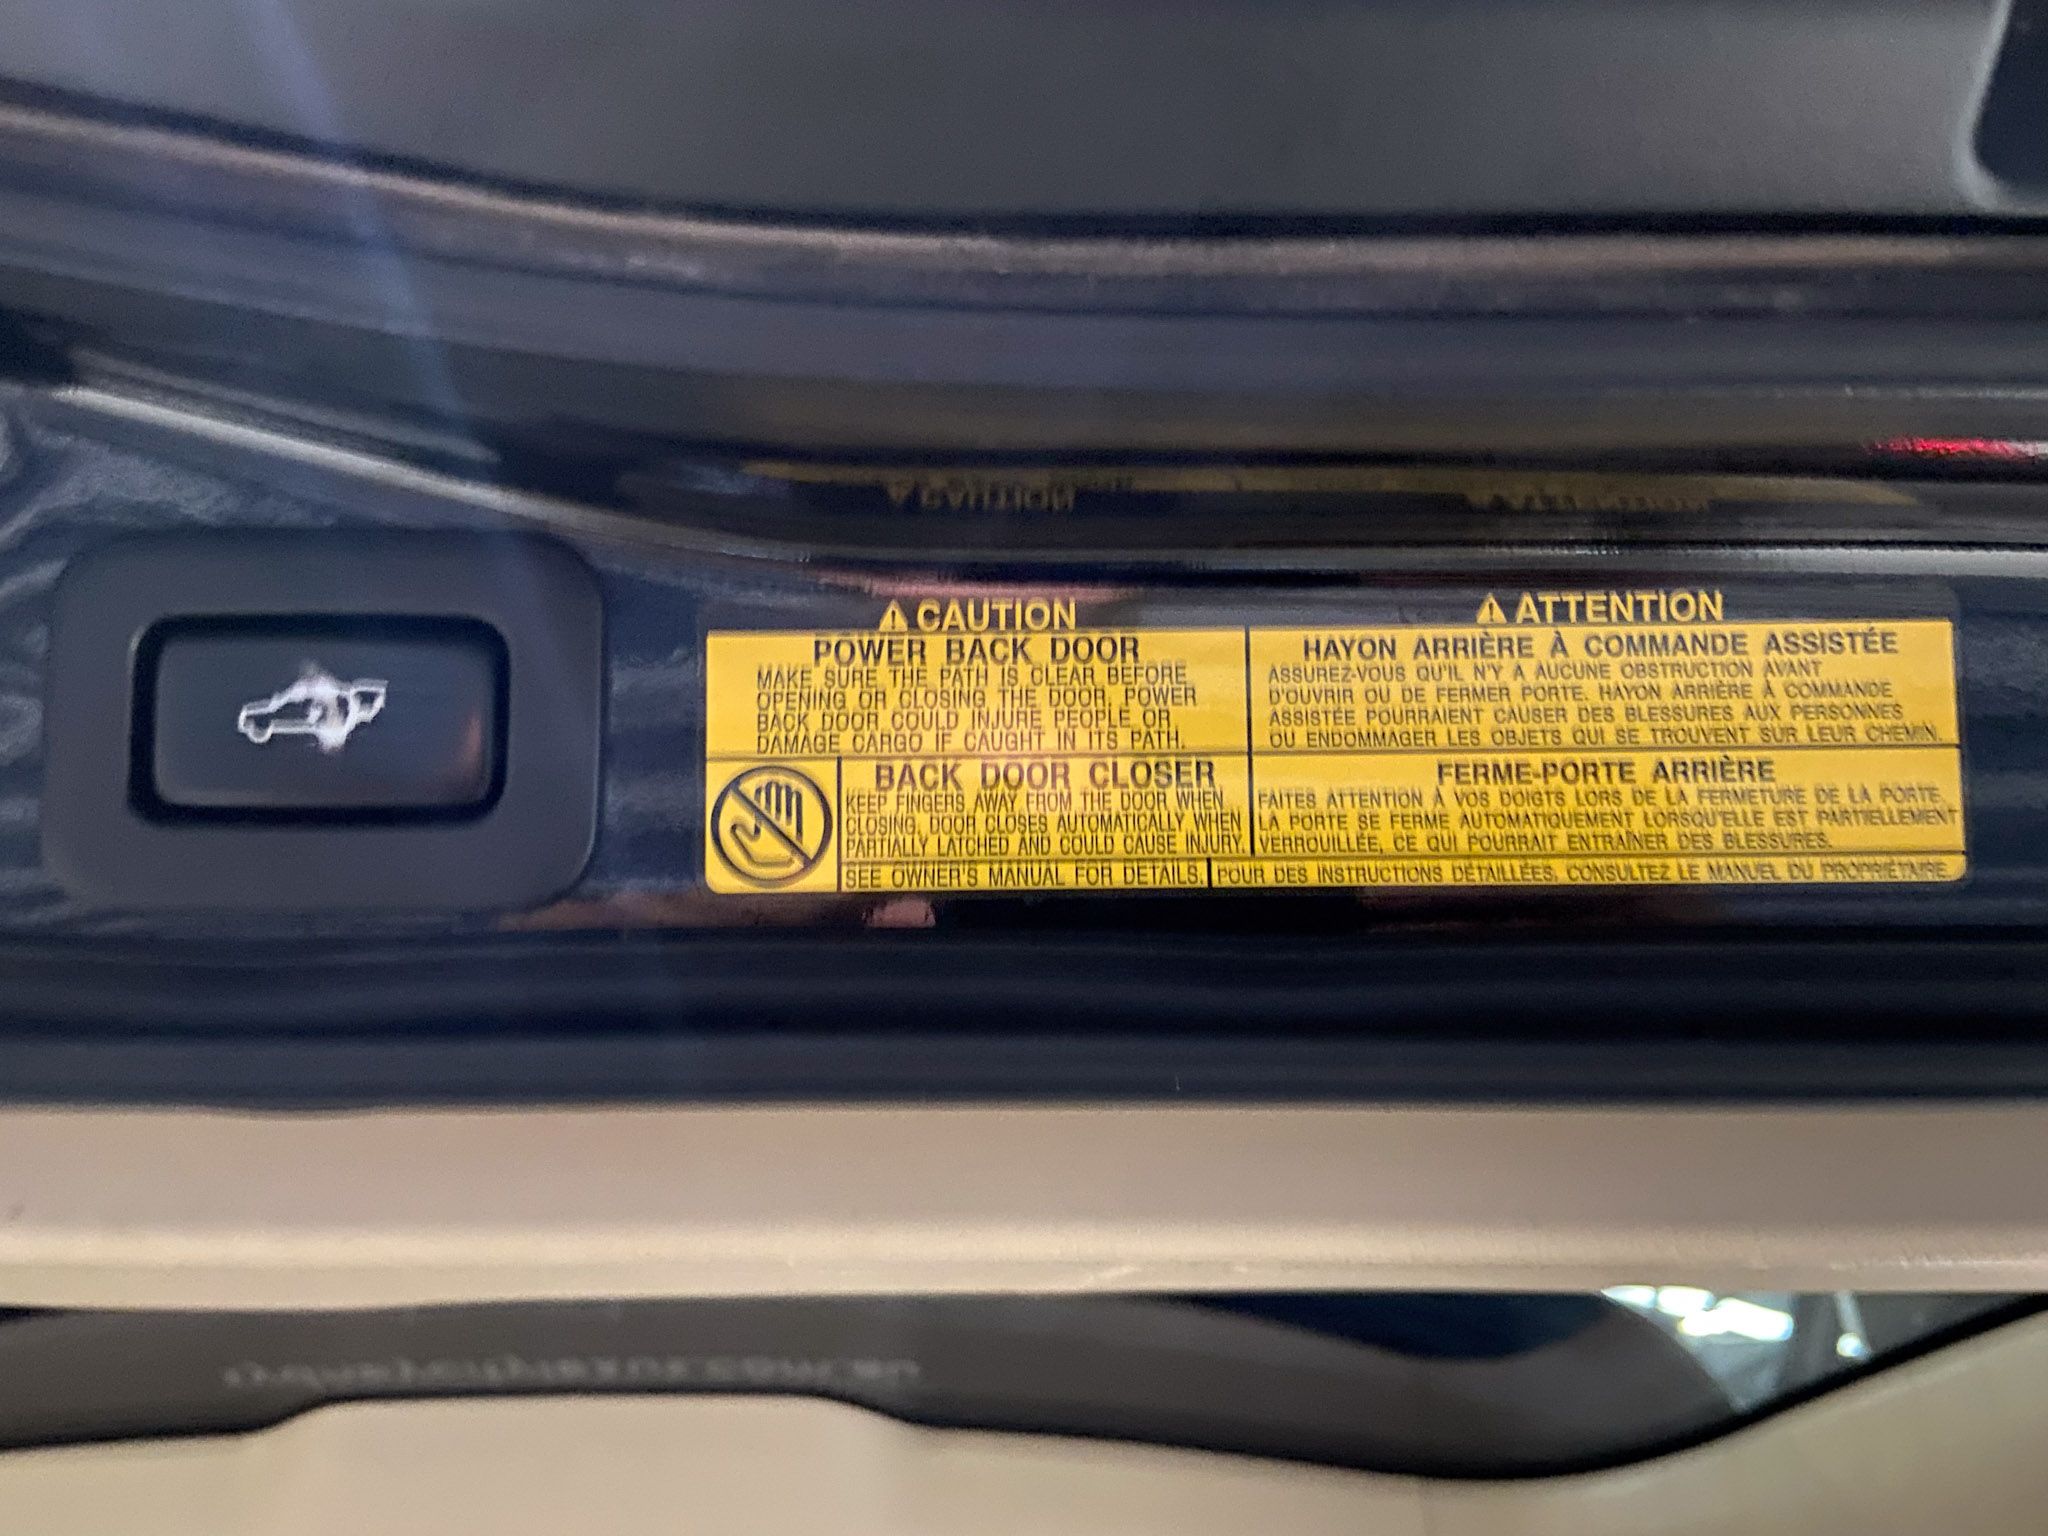 CAUTION
POWER BACK DOOR
MAKE SURE THE PATH IS CLEAR BEFORE
OPENING OR CLOSING THE DOOR. POWER
BACK DOOR COULD INJURE PEOPLE OR
DAMAGE CARGO IF CAUGHT IN ITS PATH.
BACK DOOR CLOSER
KEEP FINGERS AWAY FROM THE DOOR WHEN
CLOSING. DOOR CLOSES AUTOMATICALLY WHEN
PARTIALLY LATCHED AND COULD CAUSE INJURY.
SEE OWNER'S MANUAL FOR DETAILS.
ATTENTION
HAYON ARRIÈRE À COMMANDE ASSISTÉE
ASSUREZ-VOUS QU'IL N'Y A AUCUNE OBSTRUCTION AVANT
D'OUVRIR OU DE FERMER PORTE. HAYON ARRIÈRE À COMMANDE
ASSISTÉE POURRAIENT CAUSER DES BLESSURES AUX PERSONNES
OU ENDOMMAGER LES OBJETS QUI SE TROUVENT SUR LEUR CHEMIN.
FERME-PORTE ARRIÈRE
FAITES ATTENTION À VOS DOIGTS LORS DE LA FERMETURE DE LA PORTE.
LA PORTE SE FERME AUTOMATIQUEMENT LORSQU'ELLE EST PARTIELLEMENT
VERROUILLÉE, CE QUI POURRAIT ENTRAÎNER DES BLESSURES.
POUR DES INSTRUCTIONS DÉTAILLÉES, CONSULTEZ LE MANUEL DU PROPRIÉTAIRE.